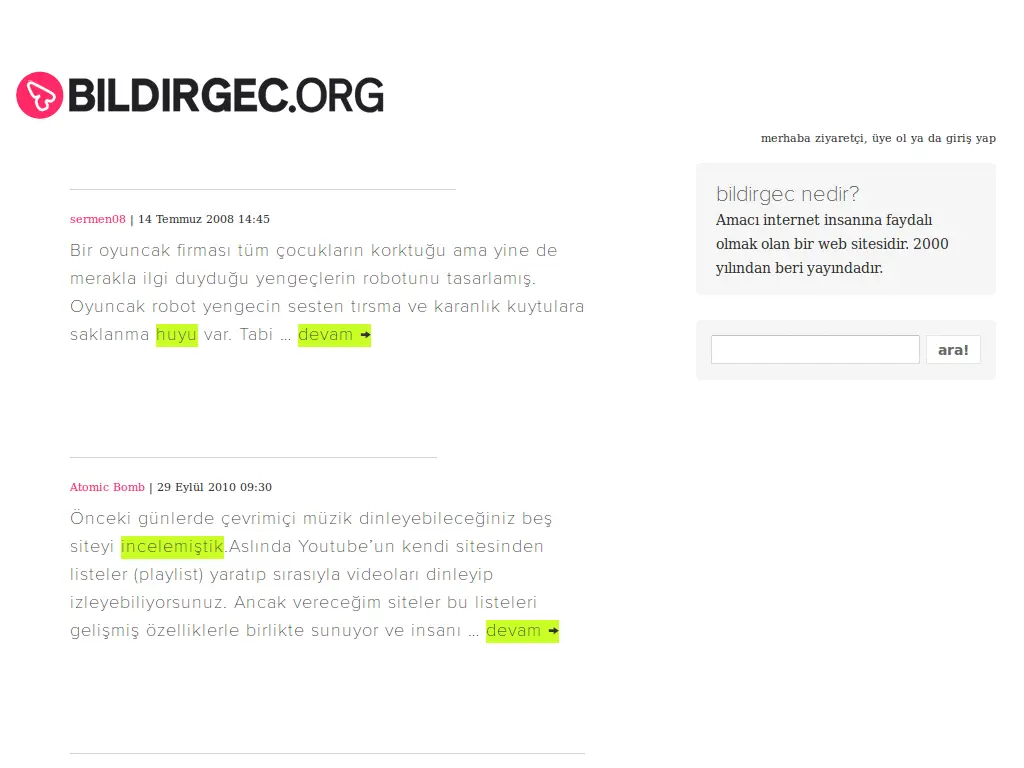 BILDIRGEC.ORG
merhaba ziyaretçi, üye ol ya da giriş yap
sermen08 | 14 Temmuz 2008 14:45
Bir oyuncak firması tüm çocukların korktuğu ama yine de
merakla ilgi duyduğu yengeçlerin robotunu tasarlamış.
Oyuncak robot yengecin sesten tırsma ve karanlık kuytulara
saklanma huyu var. Tabi ... devam ➡
Atomic Bomb | 29 Eylül 2010 09:30
Önceki günlerde çevrimiçi müzik dinleyebileceğiniz beş
siteyi incelemiştik.Aslında Youtube’un kendi sitesinden
listeler (playlist) yaratıp sırasıyla videoları dinleyip
izleyebiliyorsunuz. Ancak vereceğim siteler bu listeleri
gelişmiş özelliklerle birlikte sunuyor ve insanı ... devam ➡
bildirgec nedir?
Amacı internet insanına faydalı
olmak olan bir web sitesidir. 2000
yılından beri yayındadır.
ara!